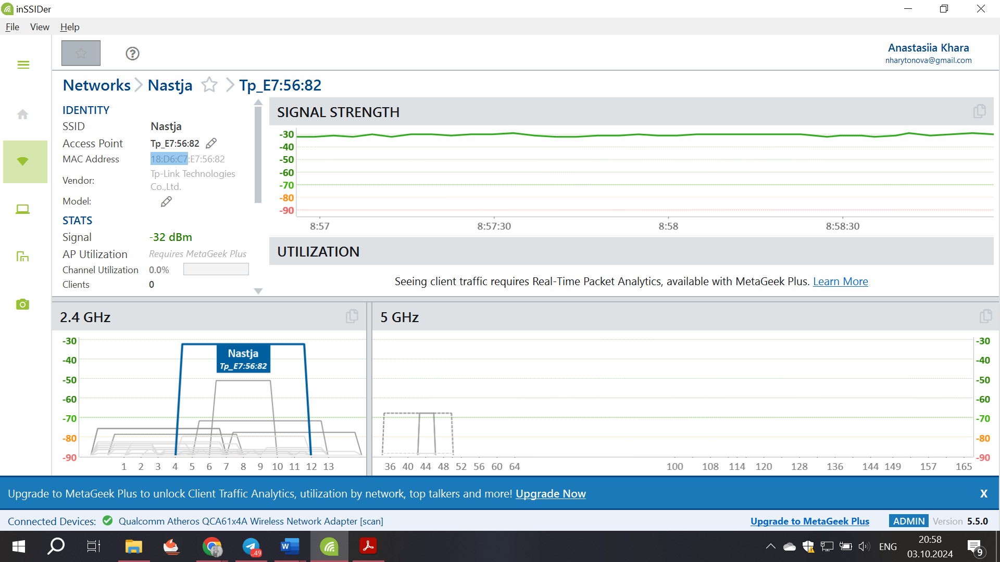 inSSIDer
File View Help
Anastasiia Khara
nharytonova@gmail.com
Networks Nastja Tp_E7:56:82
IDENTITY
SSID Nastja
Access Point Tp_E7:56:82
MAC Address 18:D6:C7:E7:56:82
Vendor: Tp-Link Technologies
Co.,Ltd.
Model:
STATS
Signal -32 dBm
AP Utilization Requires MetaGeek Plus
Channel Utilization 0.0%
Clients 0
SIGNAL STRENGTH
-30
-40
-50
-60
-70
-80
-90
8:57 8:57:30 8:58 8:58:30
UTILIZATION
Seeing client traffic requires Real-Time Packet Analytics, available with MetaGeek Plus. Learn More
2.4 GHz
-30
-40
-50
-60
-70
-80
-90
Nastja
Tp_E7:56:82
1 2 3 4 5 6 7 8 9 10 11 12 13
5 GHz
-30
-40
-50
-60
-70
-80
-90
36 40 44 48 52 56 60 64 100 108 114 120 128 136 144 149 157 165
Upgrade to MetaGeek Plus to unlock Client Traffic Analytics, utilization by network, top talkers and more! Upgrade Now X
Connected Devices: Qualcomm Atheros QCA61x4A Wireless Network Adapter [scan] Upgrade to MetaGeek Plus ADMIN Version 5.5.0
..49
W
ENG
20:58
03.10.2024
9